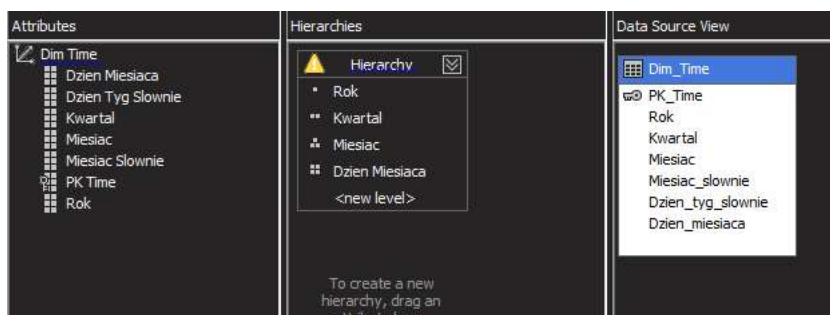 Attributes
Dim Time
Dzien Miesiaca
Dzien Tyg Slownie
Kwartal
Miesiac
Miesiac Slownie
PK Time
Rok
Hierarchies
Hierarchy
Rok
Kwartal
Miesiac
Dzien Miesiaca
<new level>
To create a new
hierarchy, drag an
Data Source View
Dim_Time
PK_Time
Rok
Kwartal
Miesiac
Miesiac_slownie
Dzien_tyg_slownie
Dzien_miesiaca